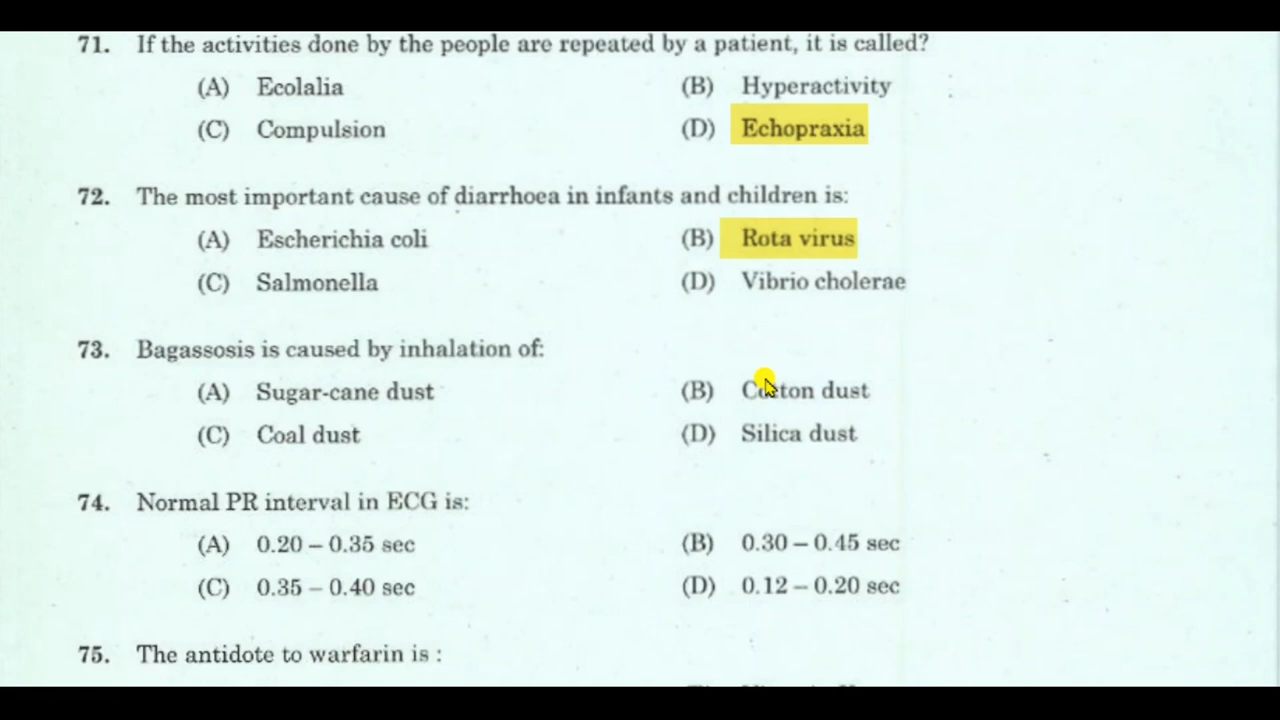 71. If the activities done by the people are repeated by a patient, it is called?
(A) Ecolalia (B) Hyperactivity
(C) Compulsion (D) Echopraxia
72. The most important cause of diarrhoea in infants and children is:
(A) Escherichia coli (B) Rota virus
(C) Salmonella (D) Vibrio cholerae
73. Bagassosis is caused by inhalation of:
(A) Sugar-cane dust (B) Cotton dust
(C) Coal dust (D) Silica dust
74. Normal PR interval in ECG is:
(A) 0.20 – 0.35 sec (B) 0.30 – 0.45 sec
(C) 0.35 – 0.40 sec (D) 0.12 – 0.20 sec
75. The antidote to warfarin is :